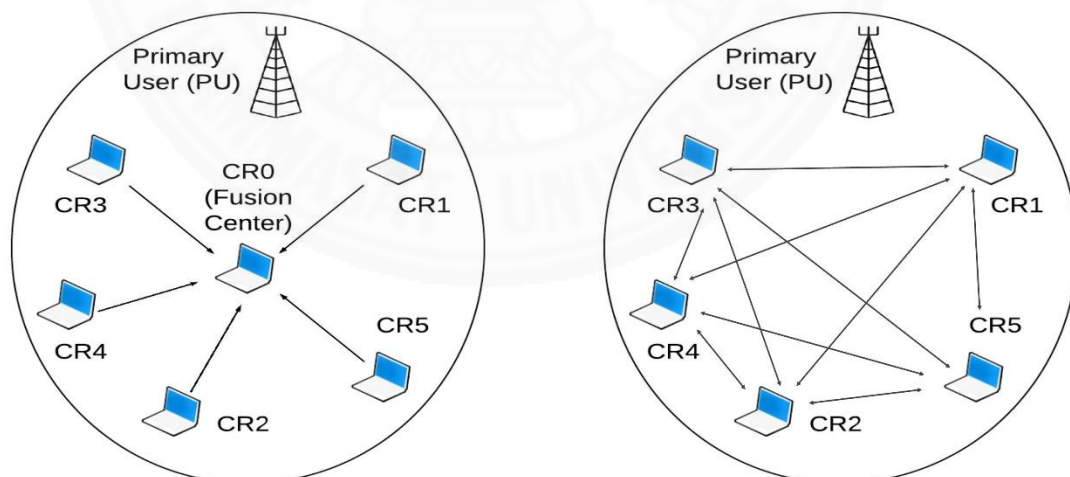 Primary
User (PU)
CR0
(Fusion
Center)
CR3
CR1
CR4
CR5
CR2
Primary
User (PU)
CR3
CR1
CR4
CR5
CR2